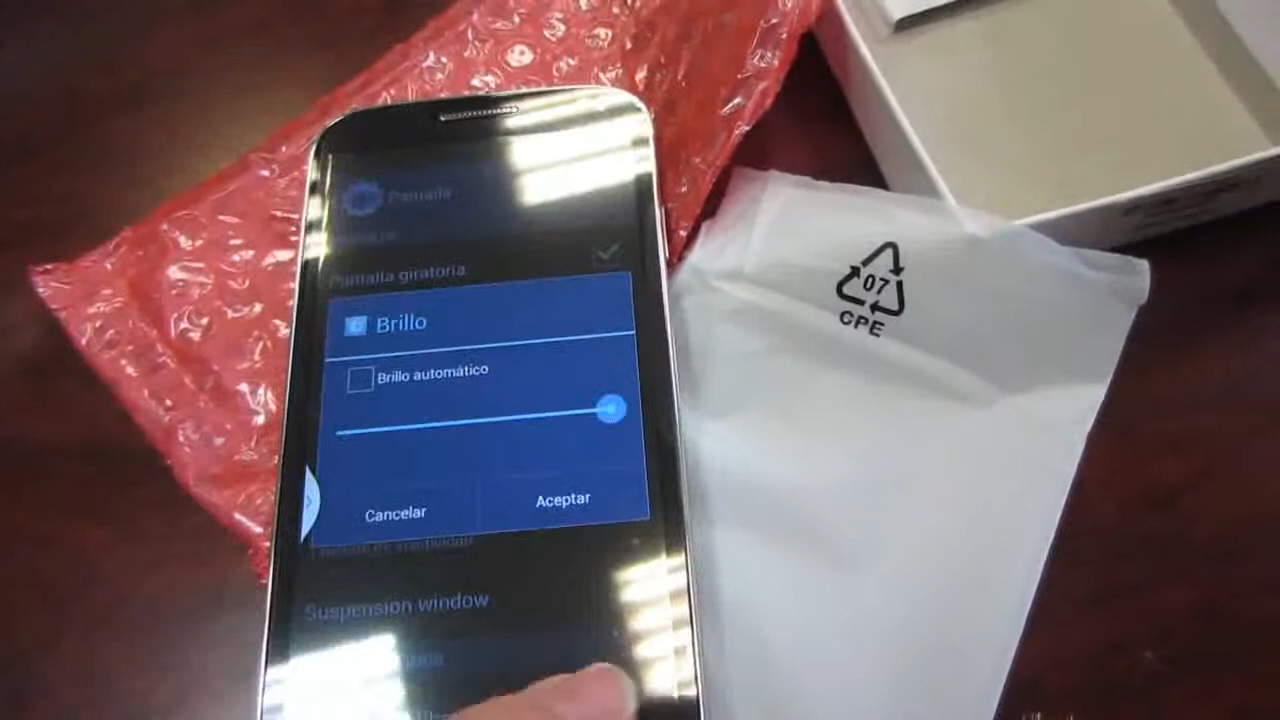 Pantalla
Pantalla giratoria
Brillo
Brillo automático
Cancelar
Aceptar
Suspension window
07
CPE